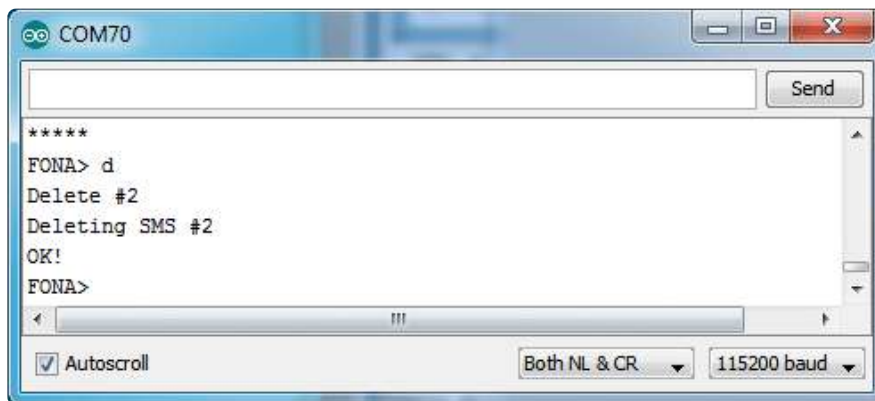 COM70
Send
*****
FONA> d
Delete #2
Deleting SMS #2
OK!
FONA>
Autoscroll
Both NL & CR
115200 baud